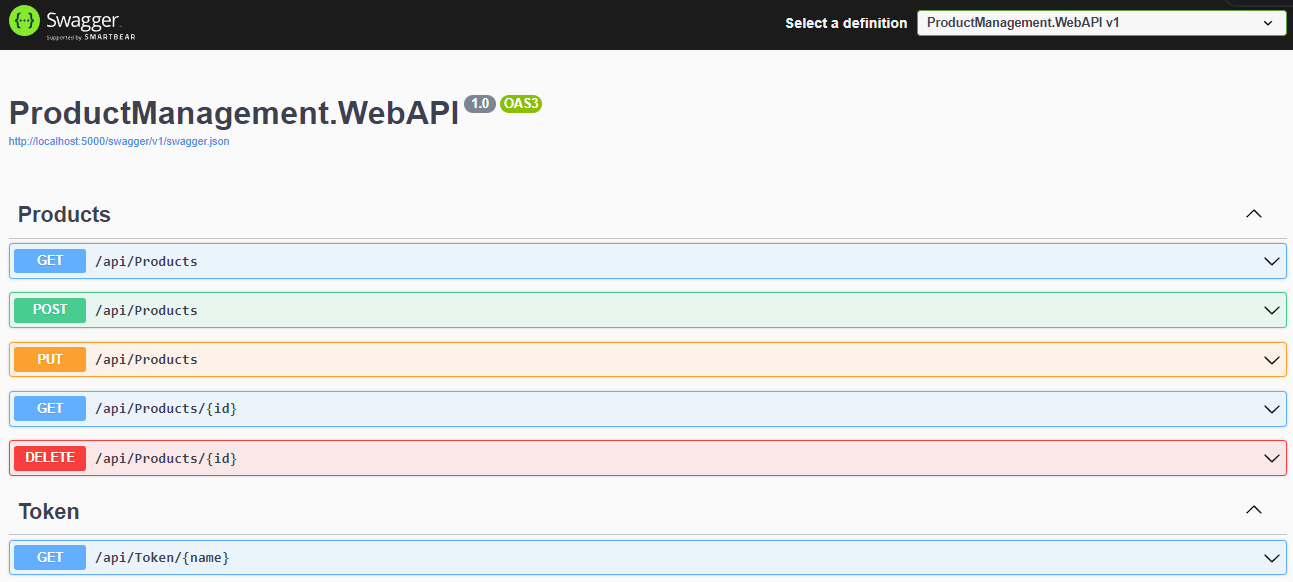 Swagger
Supported by SMARTBEAR
Select a definition
ProductManagement.WebAPI v1
ProductManagement.WebAPI 1.0 OAS3
http://localhost:5000/swagger/v1/swagger.json
Products
GET /api/Products
POST /api/Products
PUT /api/Products
GET /api/Products/{id}
DELETE /api/Products/{id}
Token
GET /api/Token/{name}